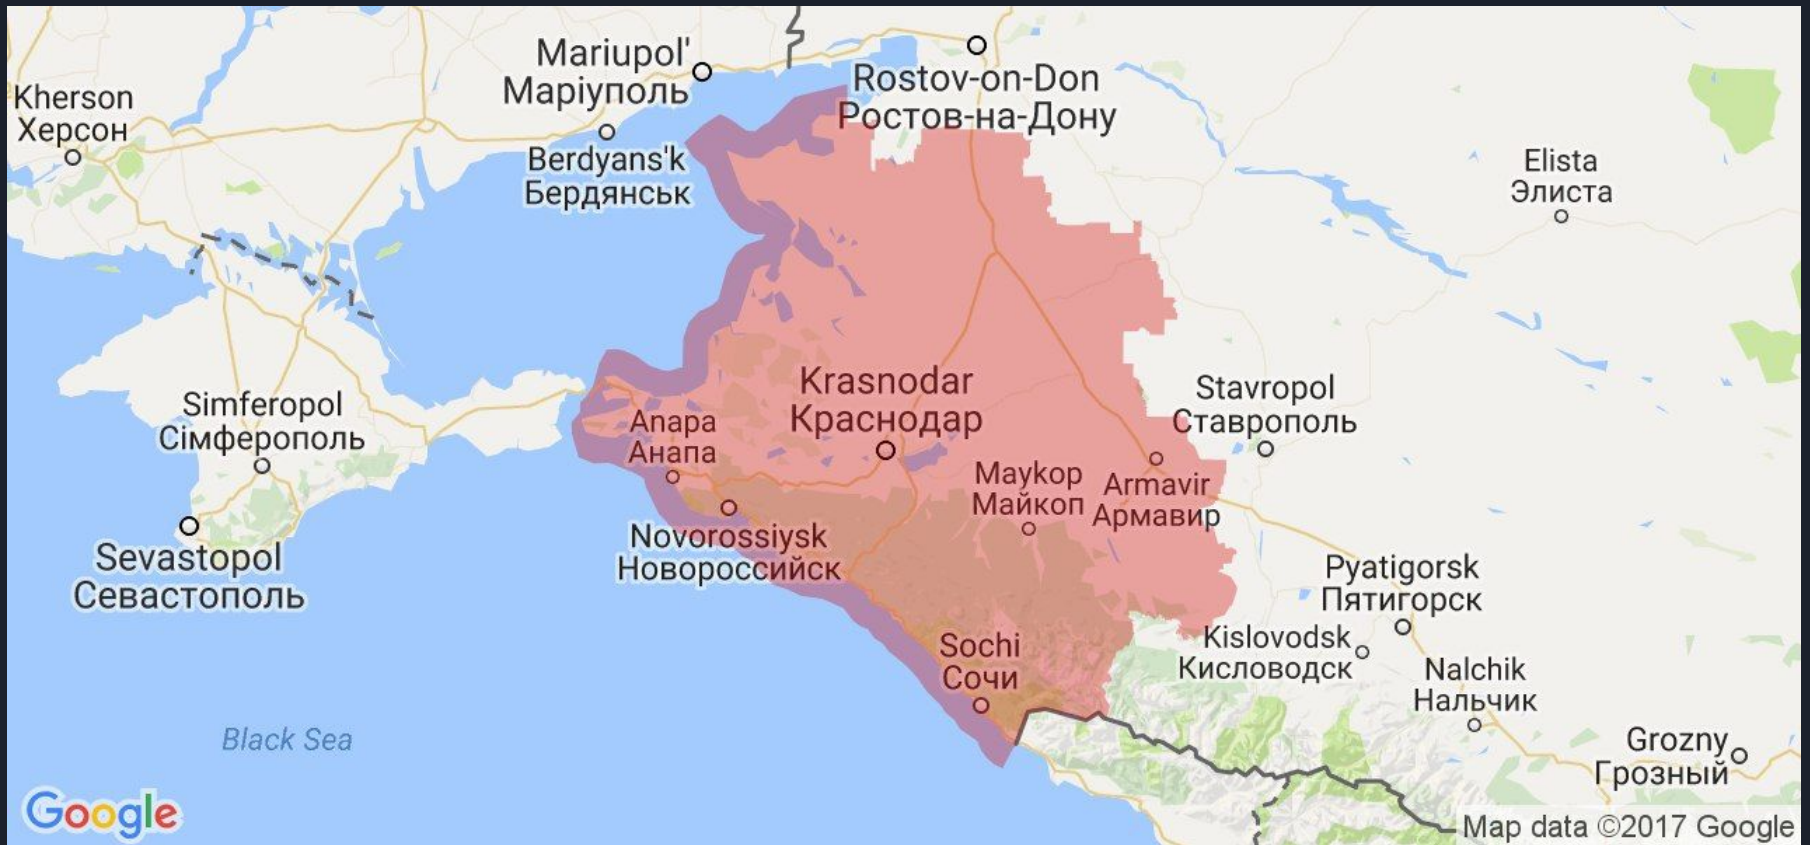 Mariupol'
Маріуполь
Rostov-on-Don
Ростов-на-Дону
Kherson
Херсон
Berdyans'k
Бердянськ
Elista
Элиста
Krasnodar
Краснодар
Stavropol
Ставрополь
Simferopol
Сімферополь
Anapa
Анапа
Maykop
Майкоп
Armavir
Армавир
Novorossiysk
Новороссийск
Sevastopol
Севастополь
Pyatigorsk
Пятигорск
Kislovodsk
Кисловодск
Sochi
Сочи
Nalchik
Нальчик
Black Sea
Grozny
Грозный
Google
Map data ©2017 Google